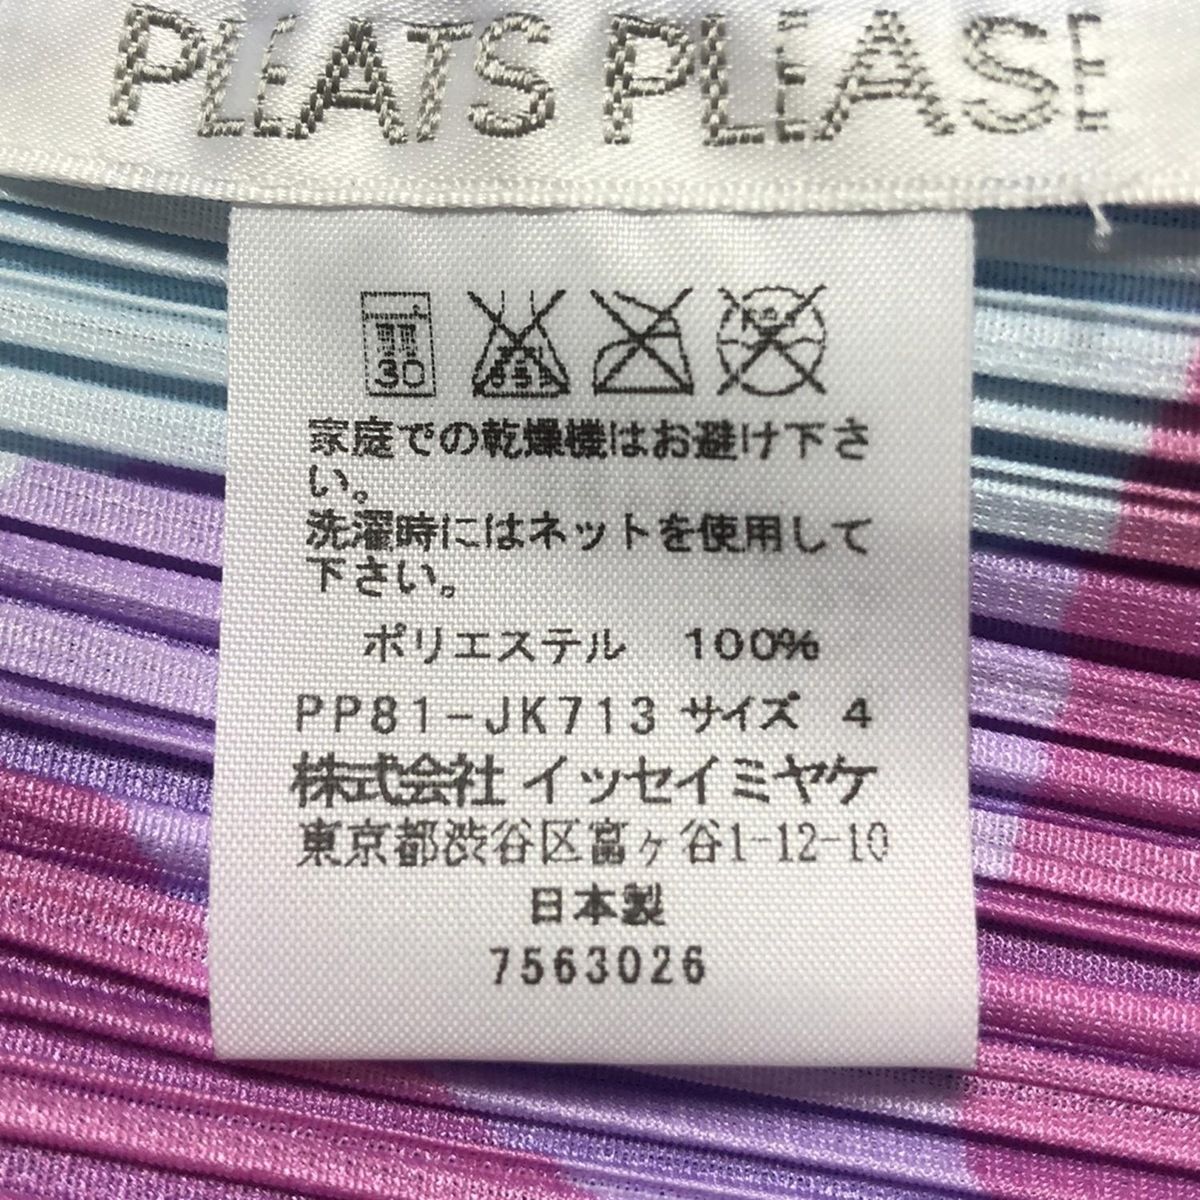 PLEATS PLEASE
30
家庭での乾燥機はお避け下さ
い。
洗濯時にはネットを使用して
下さい。
ポリエステル 100%
PP81-JK713 サイズ 4
株式会社 イッセイミヤケ
東京都渋谷区富ヶ谷1-12-10
日本製
7563026